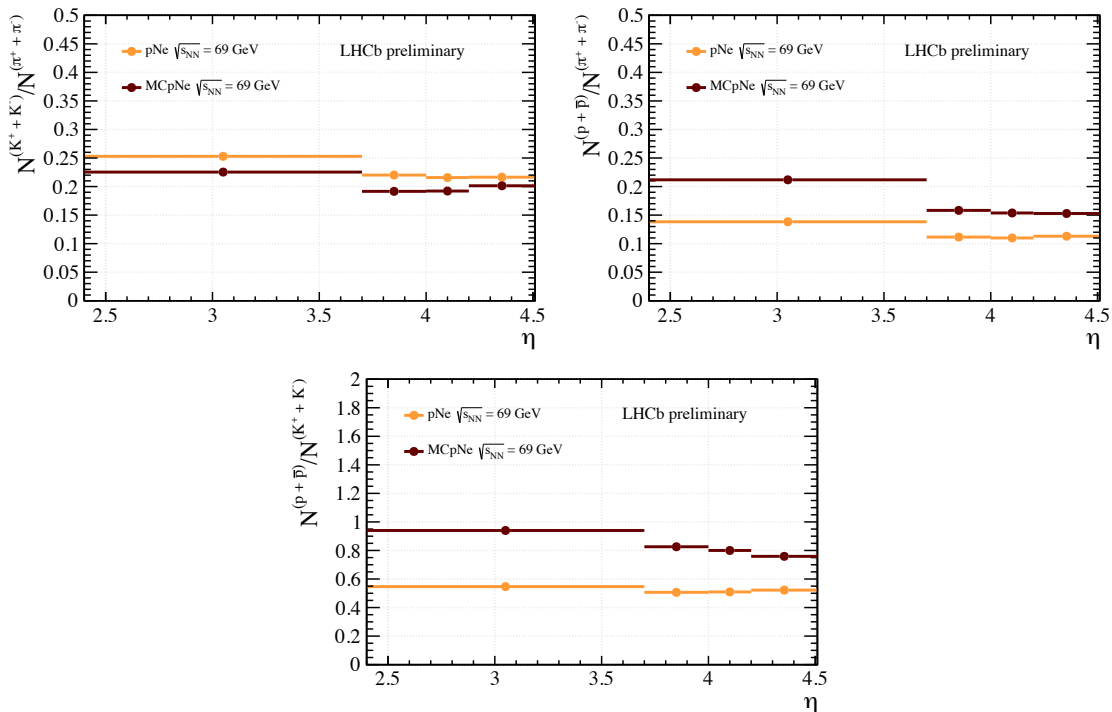 N^(K⁺ + K⁻)/N^(π⁺ + π⁻)
0.5
0.45
0.4
0.35
0.3
0.25
0.2
0.15
0.1
0.05
0
pNe √s_NN = 69 GeV
LHCb preliminary
MCpNe √s_NN = 69 GeV
2.5 3 3.5 4 4.5
η
N^(p + p̅)/N^(π⁺ + π⁻)
0.5
0.45
0.4
0.35
0.3
0.25
0.2
0.15
0.1
0.05
0
pNe √s_NN = 69 GeV
LHCb preliminary
MCpNe √s_NN = 69 GeV
2.5 3 3.5 4 4.5
η
N^(p + p̅)/N^(K⁺ + K⁻)
2
1.8
1.6
1.4
1.2
1
0.8
0.6
0.4
0.2
0
pNe √s_NN = 69 GeV
LHCb preliminary
MCpNe √s_NN = 69 GeV
2.5 3 3.5 4 4.5
η